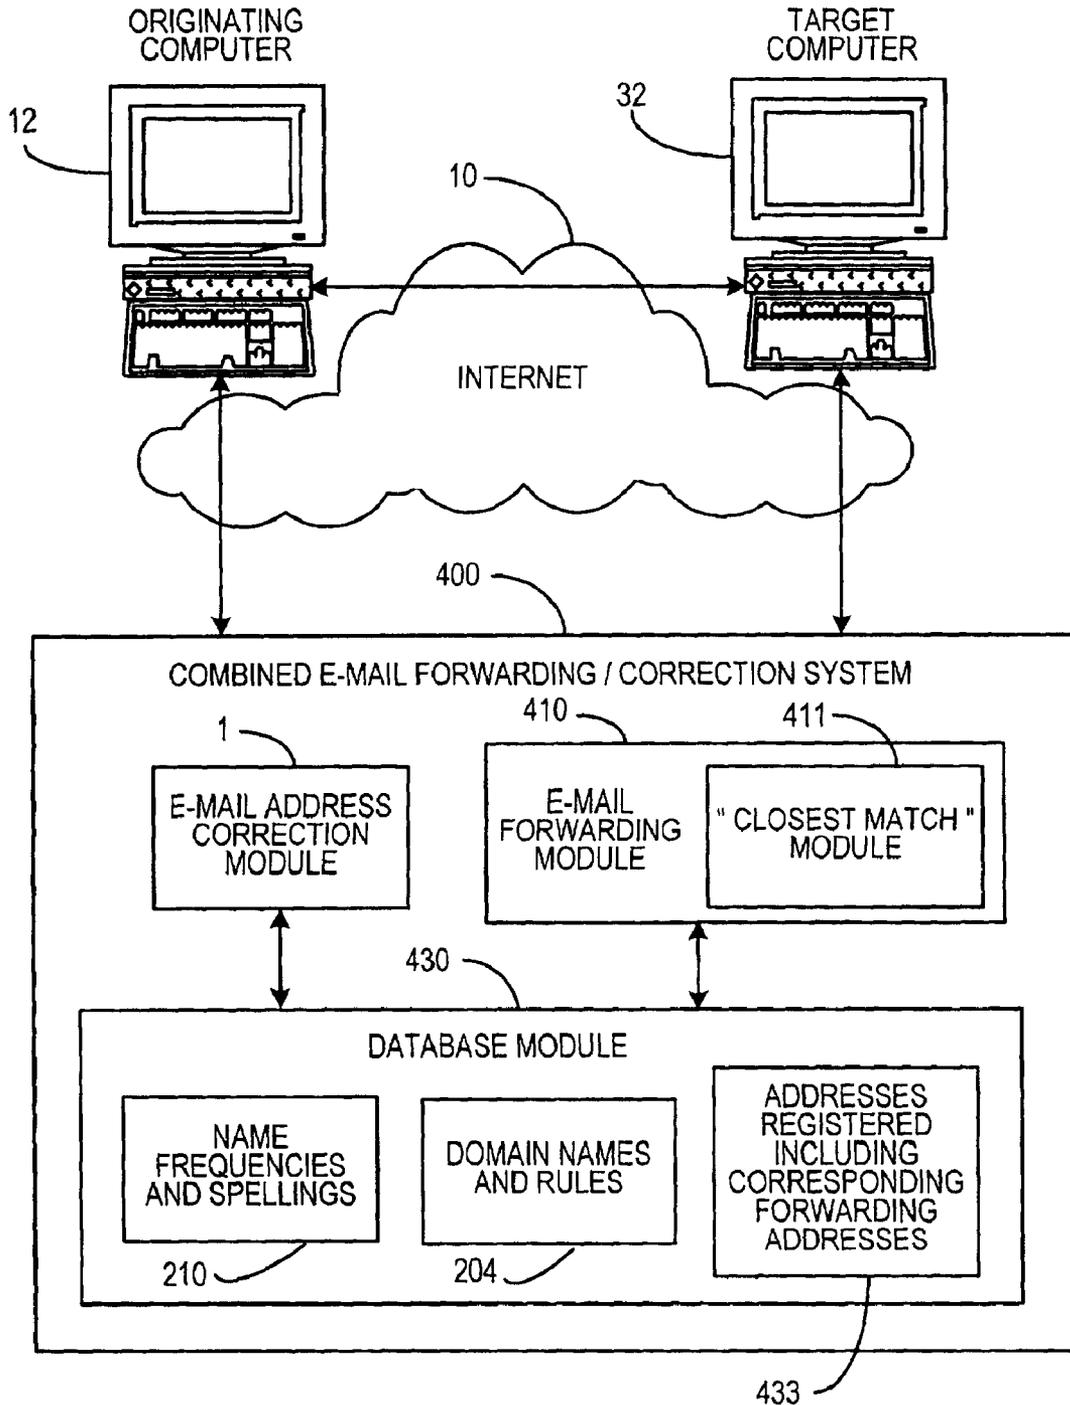 ORIGINATING
COMPUTER
TARGET
COMPUTER
12
32
10
INTERNET
400
COMBINED E-MAIL FORWARDING / CORRECTION SYSTEM
1
410
411
E-MAIL ADDRESS
CORRECTION
MODULE
E-MAIL
FORWARDING
MODULE
" CLOSEST MATCH "
MODULE
430
DATABASE MODULE
NAME
FREQUENCIES
AND SPELLINGS
DOMAIN NAMES
AND RULES
ADDRESSES
REGISTERED
INCLUDING
CORRESPONDING
FORWARDING
ADDRESSES
210
204
433